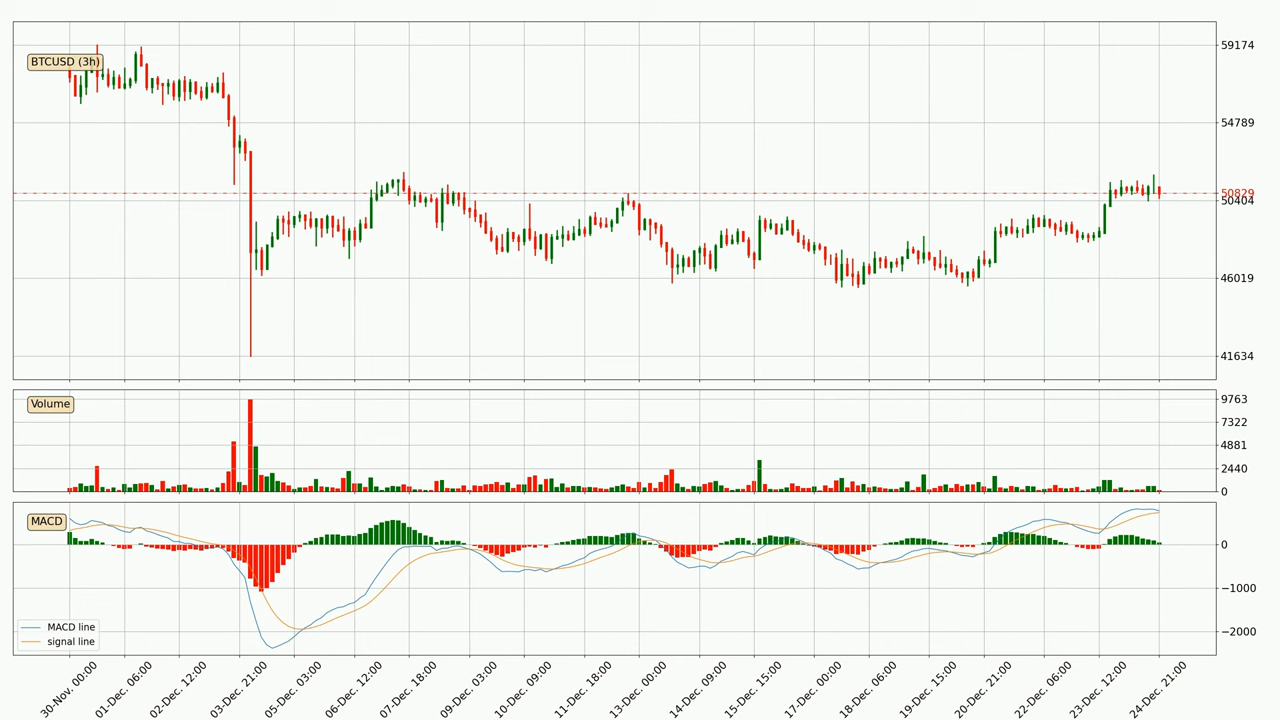 BTCUSD (3h)
59174
54789
50829
50404
46019
41634
Volume
9763
7322
4881
2440
0
MACD
0
−1000
−2000
MACD line
signal line
30-Nov. 00:00
01-Dec. 06:00
02-Dec. 12:00
03-Dec. 21:00
05-Dec. 03:00
06-Dec. 12:00
07-Dec. 18:00
09-Dec. 03:00
10-Dec. 09:00
11-Dec. 18:00
13-Dec. 00:00
14-Dec. 09:00
15-Dec. 15:00
17-Dec. 00:00
18-Dec. 06:00
19-Dec. 15:00
20-Dec. 21:00
22-Dec. 06:00
23-Dec. 12:00
24-Dec. 21:00